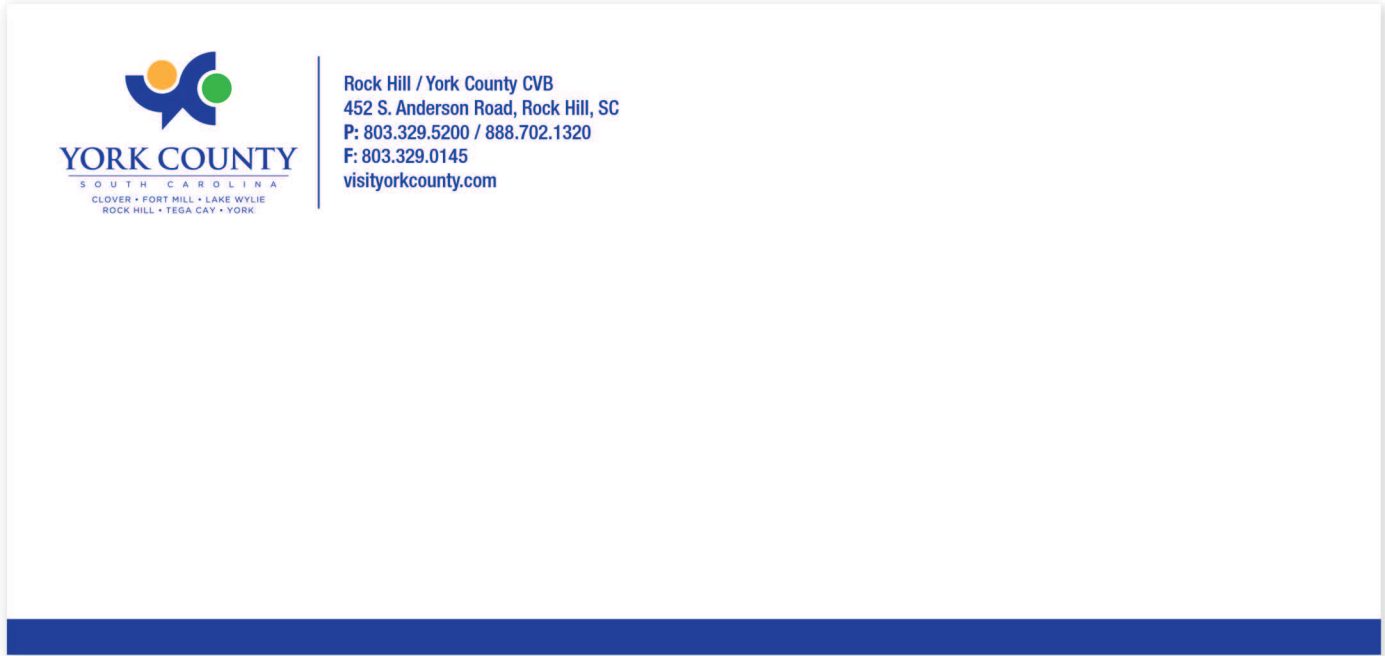 YORK COUNTY
SOUTH CAROLINA
CLOVER • FORT MILL • LAKE WYLIE
ROCK HILL • TEGA CAY • YORK
Rock Hill / York County CVB
452 S. Anderson Road, Rock Hill, SC
P: 803.329.5200 / 888.702.1320
F: 803.329.0145
visityorkcounty.com